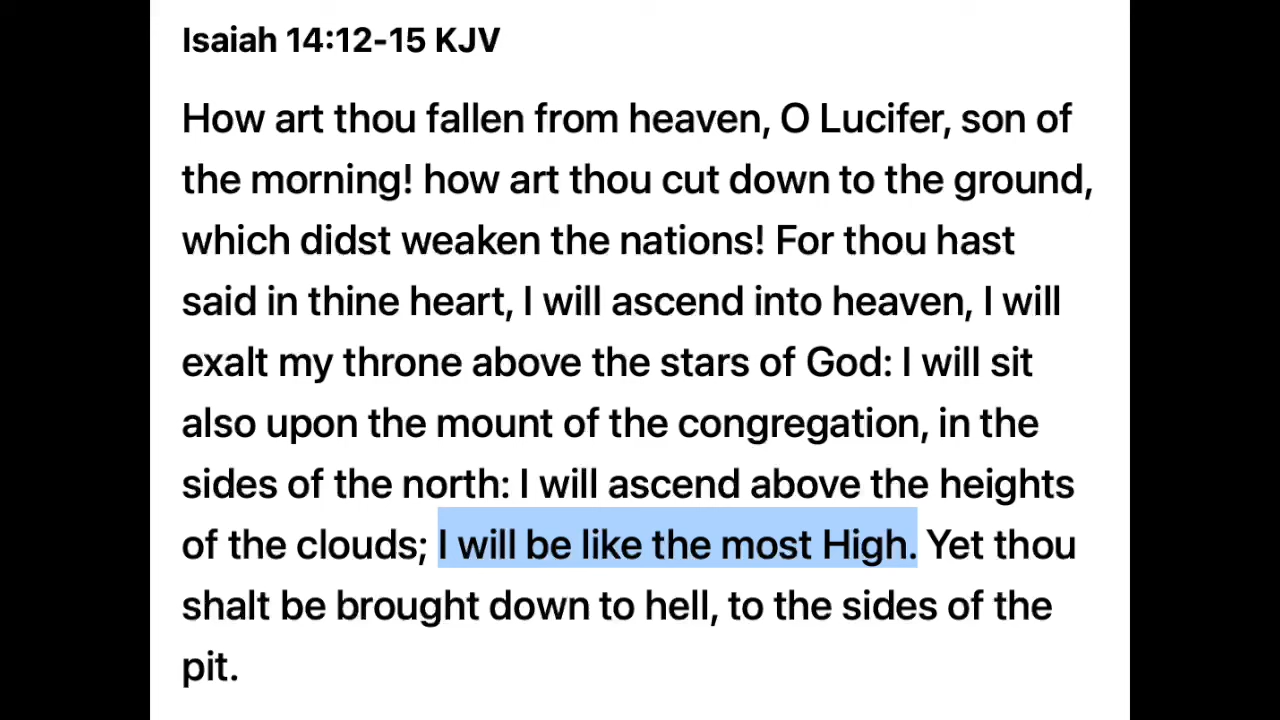 Isaiah 14:12-15 KJV
How art thou fallen from heaven, O Lucifer, son of
the morning! how art thou cut down to the ground,
which didst weaken the nations! For thou hast
said in thine heart, I will ascend into heaven, I will
exalt my throne above the stars of God: I will sit
also upon the mount of the congregation, in the
sides of the north: I will ascend above the heights
of the clouds; I will be like the most High. Yet thou
shalt be brought down to hell, to the sides of the
pit.